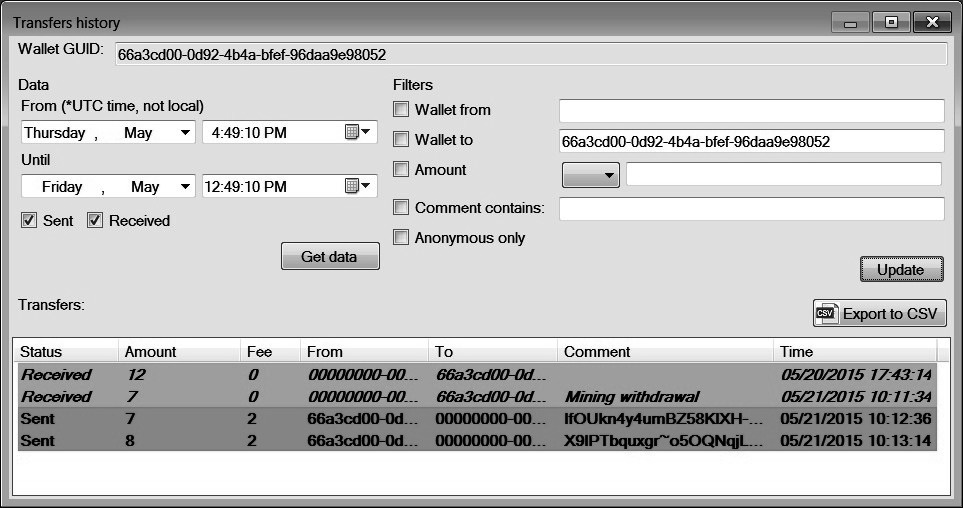 Transfers history
Wallet GUID: 66a3cd00-0d92-4b4a-bfef-96daa9e98052
Data
From (*UTC time, not local)
Thursday , May 4:49:10 PM
Until
Friday , May 12:49:10 PM
Sent Received
Get data
Filters
Wallet from
Wallet to 66a3cd00-0d92-4b4a-bfef-96daa9e98052
Amount
Comment contains:
Anonymous only
Update
Transfers:
CSV Export to CSV
Status Amount Fee From To Comment Time
Received 12 0 00000000-00... 66a3cd00-0d... 05/20/2015 17:43:14
Received 7 0 00000000-00... 66a3cd00-0d... Mining withdrawal 05/21/2015 10:11:34
Sent 7 2 66a3cd00-0d... 00000000-00... IfOUkn4y4umBZ58KIXH-... 05/21/2015 10:12:36
Sent 8 2 66a3cd00-0d... 00000000-00... X9IPTbquxgr~o5OQNqjL... 05/21/2015 10:13:14